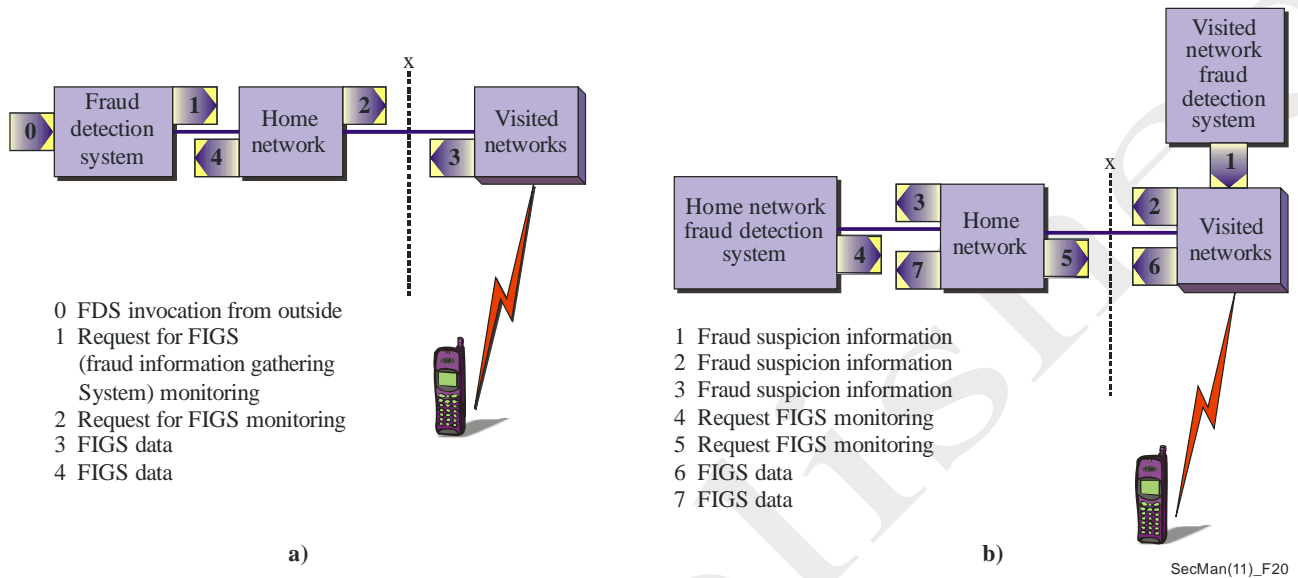 x
0
Fraud
detection
system
1
4
Home
network
2
3
Visited
networks
0 FDS invocation from outside
1 Request for FIGS
(fraud information gathering
System) monitoring
2 Request for FIGS monitoring
3 FIGS data
4 FIGS data
a)
Visited
network
fraud
detection
system
1
x
Home network
fraud detection
system
4
3
7
Home
network
5
2
6
Visited
networks
1 Fraud suspicion information
2 Fraud suspicion information
3 Fraud suspicion information
4 Request FIGS monitoring
5 Request FIGS monitoring
6 FIGS data
7 FIGS data
b)
SecMan(11)_F20